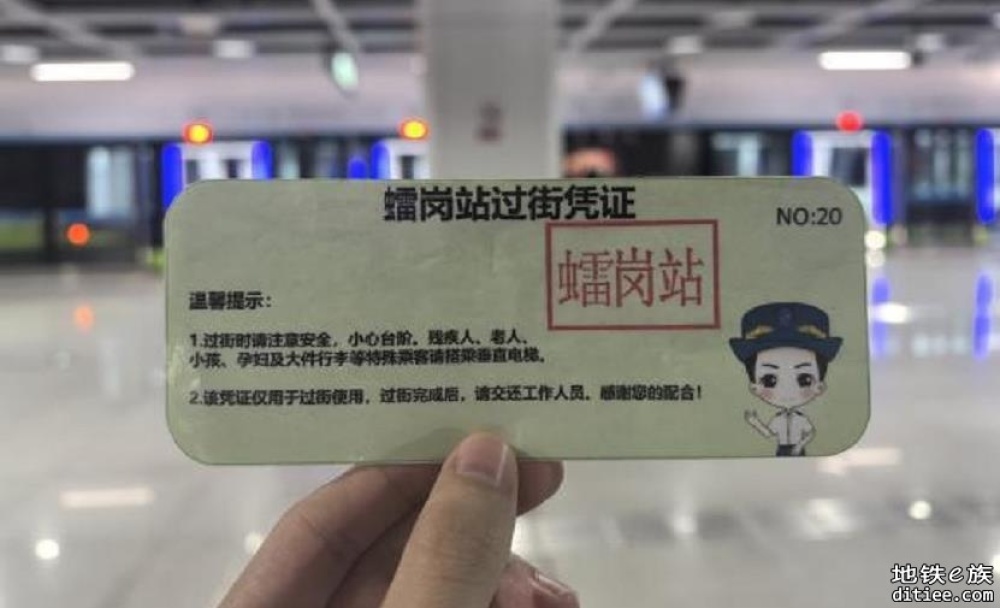 蠕岗站过街凭证
NO:20
蠕岗站
温馨提示：
1.过街时请注意安全，小心台阶。残疾人、老人、
小孩、孕妇及大件行李等特殊乘客请搭乘垂直电梯。
2.该凭证仅用于过街使用，过街完成后，请交还工作人员。感谢您的配合！
地铁e族
ditiee.com